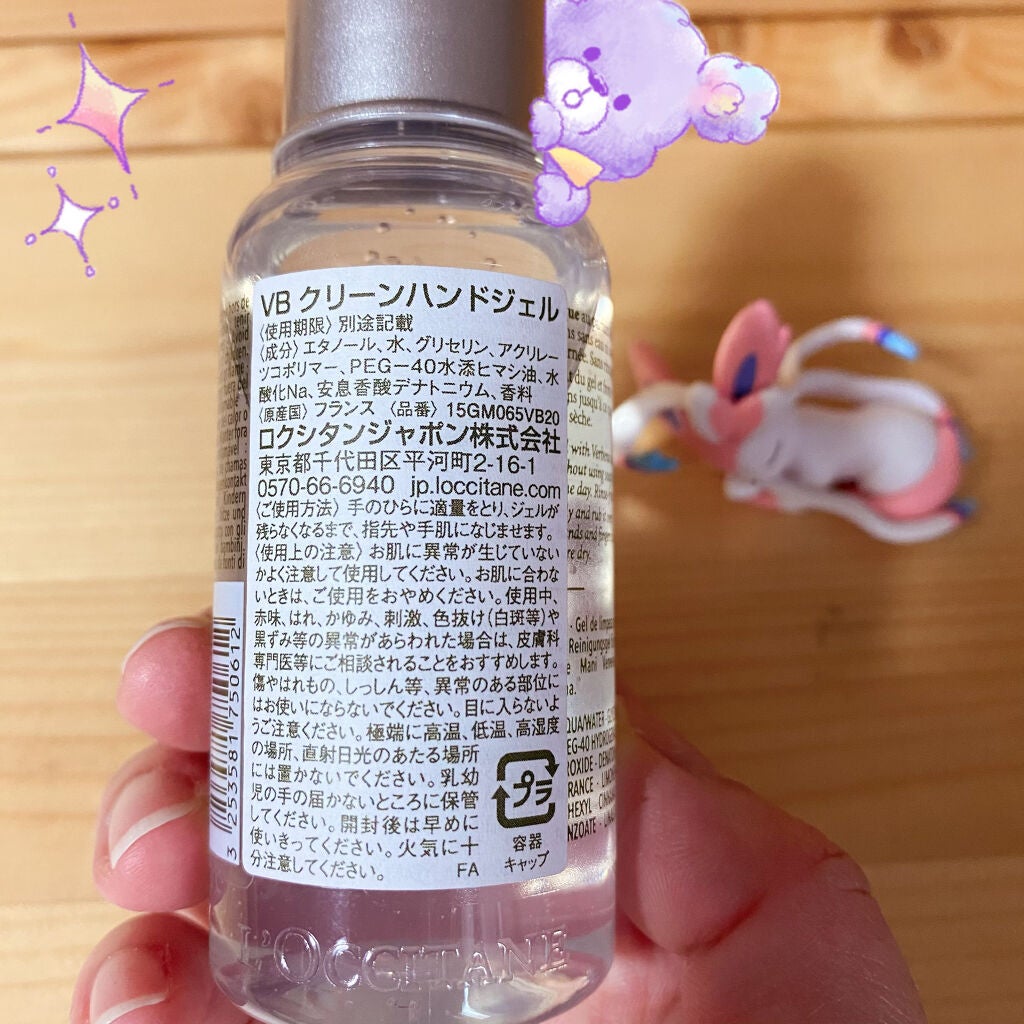 VB クリーンハンドジェル
〈使用期限〉別途記載
〈成分〉エタノール、水、グリセリン、アクリレー
ツコポリマー、PEG－40水添ヒマシ油、水
酸化Na、安息香酸デナトニウム、香料
〈原産国〉フランス 〈品番〉15GM065VB20
ロクシタンジャポン株式会社
東京都千代田区平河町2-16-1
0570-66-6940 jp.loccitane.com
〈ご使用方法〉手のひらに適量をとり、ジェルが
残らなくなるまで、指先や手肌になじませます。
〈使用上の注意〉お肌に異常が生じていない
かよく注意して使用してください。お肌に合わな
いときは、ご使用をおやめください。使用中、
赤味、はれ、かゆみ、刺激、色抜け(白斑等)や
黒ずみ等の異常があらわれた場合は、皮膚科
専門医等にご相談されることをおすすめします。
傷やはれもの、しっしん等、異常のある部位に
はお使いにならないでください。目に入らないよ
うご注意ください。極端に高温、低温、高湿度
の場所、直射日光のあたる場所
には置かないでください。乳幼
児の手の届かないところに保管
してください。開封後は早めに
使いきってください。火気に十
分注意してください。
FA
プラ
容器
キャップ
3 253581 750612
L'OCCITANE
sèche.
with
day.
dry.
Gel de
Mani